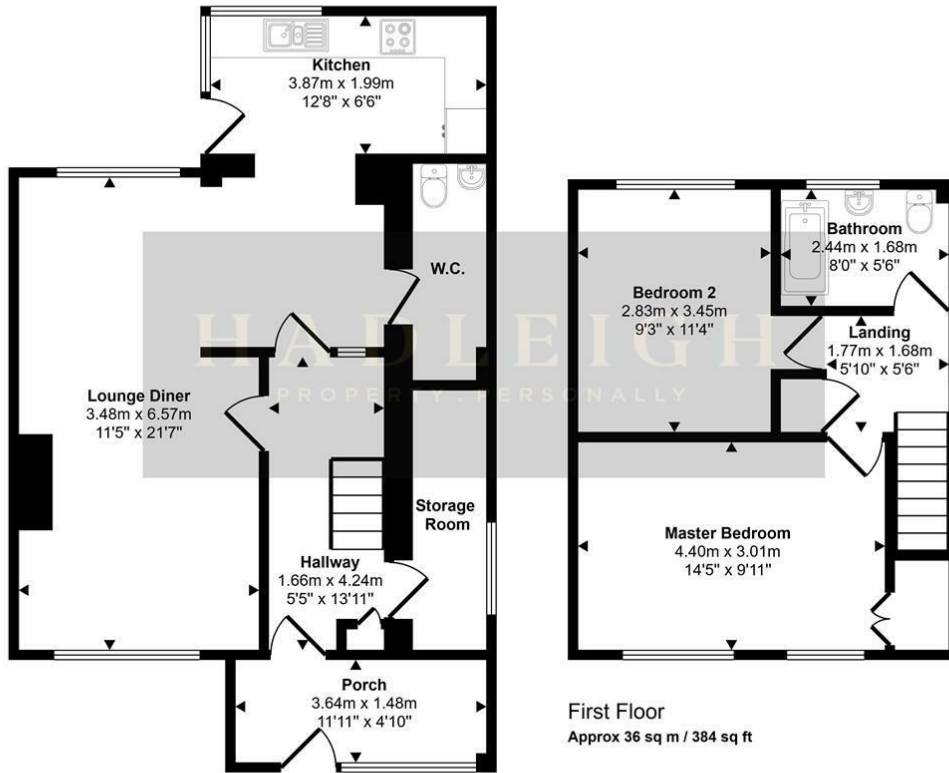 Kitchen
3.87m x 1.99m
12'8" x 6'6"
W.C.
Lounge Diner
3.48m x 6.57m
11'5" x 21'7"
Storage
Room
Hallway
1.66m x 4.24m
5'5" x 13'11"
Porch
3.64m x 1.48m
11'11" x 4'10"
Bathroom
2.44m x 1.68m
8'0" x 5'6"
Bedroom 2
2.83m x 3.45m
9'3" x 11'4"
Landing
1.77m x 1.68m
5'10" x 5'6"
Master Bedroom
4.40m x 3.01m
14'5" x 9'11"
First Floor
Approx 36 sq m / 384 sq ft
HADLEIGH
PROPERTY. PERSONALLY